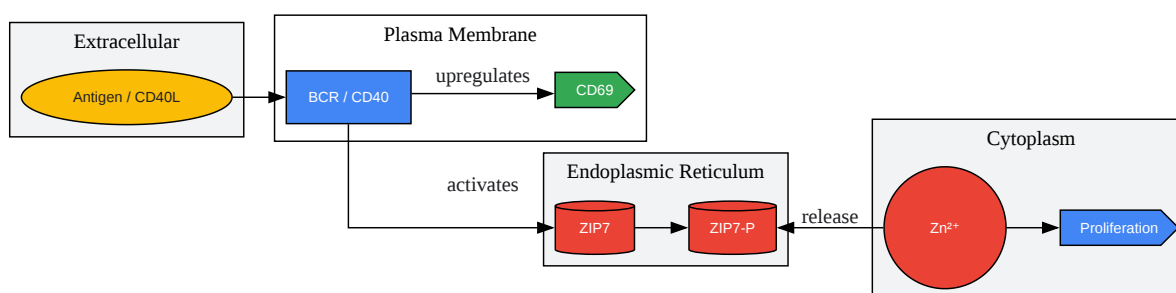 Extracellular
Antigen / CD40L
Plasma Membrane
BCR / CD40
upregulates
CD69
activates
Endoplasmic Reticulum
ZIP7
ZIP7-P
release
Cytoplasm
Zn²⁺
Proliferation